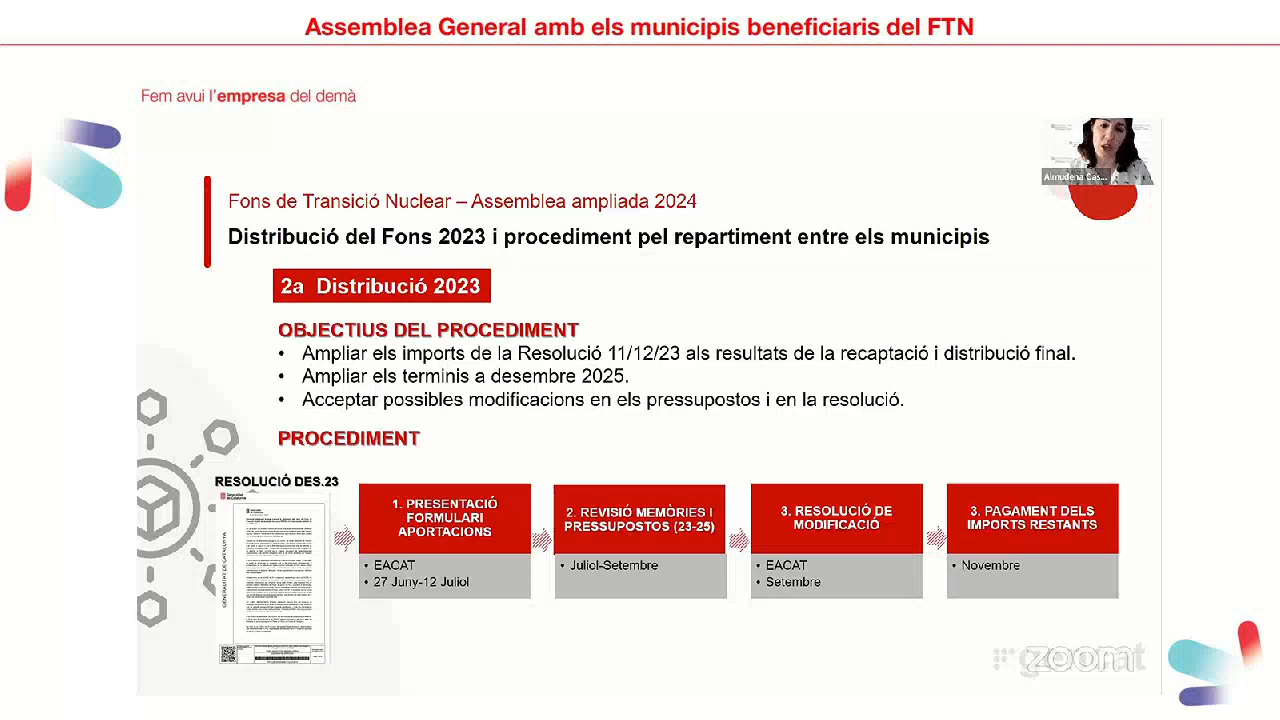 Assemblea General amb els municipis beneficiaris del FTN
Fem avui l'empresa del demà
Almudena Cas...
Fons de Transició Nuclear – Assemblea ampliada 2024
Distribució del Fons 2023 i procediment pel repartiment entre els municipis
2a Distribució 2023
OBJECTIUS DEL PROCEDIMENT
• Ampliar els imports de la Resolució 11/12/23 als resultats de la recaptació i distribució final.
• Ampliar els terminis a desembre 2025.
• Acceptar possibles modificacions en els pressupostos i en la resolució.
PROCEDIMENT
RESOLUCIÓ DES.23
GENERALITAT DE CATALUNYA
1. PRESENTACIÓ
FORMULARI
APORTACIONS
• EACAT
• 27 Juny-12 Juliol
2. REVISIÓ MEMÒRIES I
PRESSUPOSTOS (23-25)
• Juliol-Setembre
3. RESOLUCIÓ DE
MODIFICACIÓ
• EACAT
• Setembre
3. PAGAMENT DELS
IMPORTS RESTANTS
• Novembre
zoom